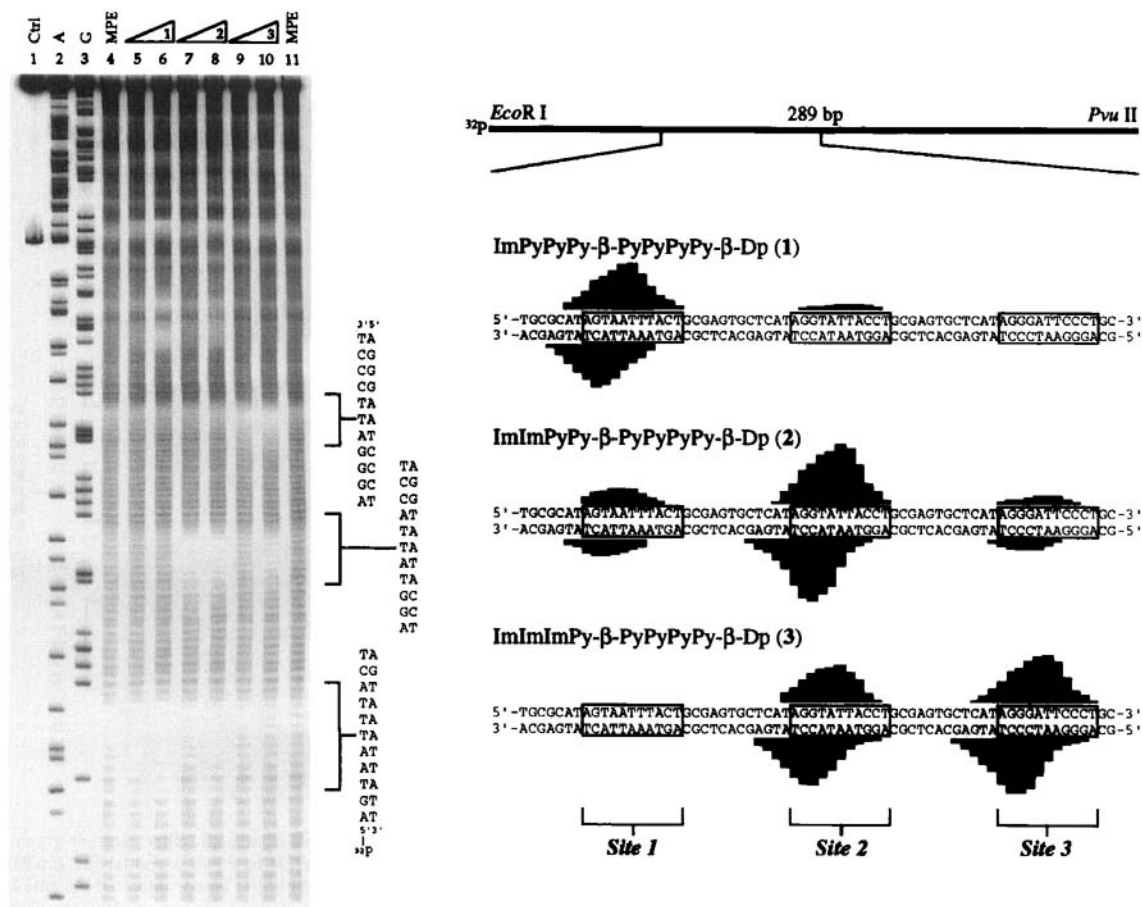 Ctrl A G MPE 1 2 3 MPE
1 2 3 4 5 6 7 8 9 10 11
3'5'
TA
CG
CG
CG
TA
TA
AT
GC
GC
GC
AT
TA
CG
CG
AT
TA
TA
AT
TA
GC
GC
AT
TA
CG
AT
TA
TA
TA
AT
AT
TA
GT
AT
5'3'
32P
EcoR I 289 bp Pvu II
32P
ImPyPyPy-β-PyPyPyPy-β-Dp (1)
5'-TGCGCATAGTAATTTACTGCGAGTGCTCATAGGTATTACCTGCGAGTGCTCATAGGGATTCCCTGC-3'
3'-ACGAGTATCATTAAATGACGCTCACGAGTATCCATAATGGACGCTCACGAGTATCCCTAAGGGACG-5'
ImImPyPy-β-PyPyPyPy-β-Dp (2)
5'-TGCGCATAGTAATTTACTGCGAGTGCTCATAGGTATTACCTGCGAGTGCTCATAGGGATTCCCTGC-3'
3'-ACGAGTATCATTAAATGACGCTCACGAGTATCCATAATGGACGCTCACGAGTATCCCTAAGGGACG-5'
ImImImPy-β-PyPyPyPy-β-Dp (3)
5'-TGCGCATAGTAATTTACTGCGAGTGCTCATAGGTATTACCTGCGAGTGCTCATAGGGATTCCCTGC-3'
3'-ACGAGTATCATTAAATGACGCTCACGAGTATCCATAATGGACGCTCACGAGTATCCCTAAGGGACG-5'
Site 1 Site 2 Site 3